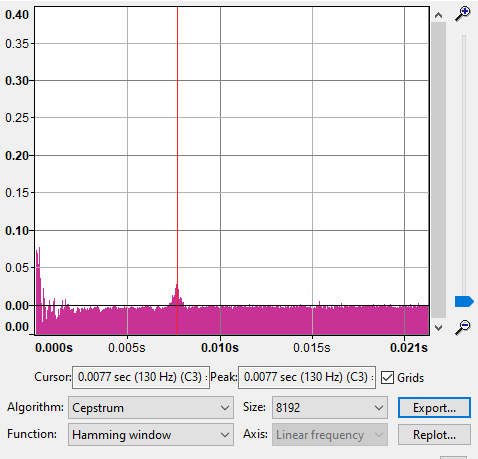 0.40
0.35
0.30
0.25
0.20
0.15
0.10
0.05
0.00
0.00
0.000s 0.005s 0.010s 0.015s 0.021s
Cursor: 0.0077 sec (130 Hz) (C3) = Peak: 0.0077 sec (130 Hz) (C3) = Grids
Algorithm: Cepstrum Size: 8192 Export...
Function: Hamming window Axis: Linear frequency Replot...